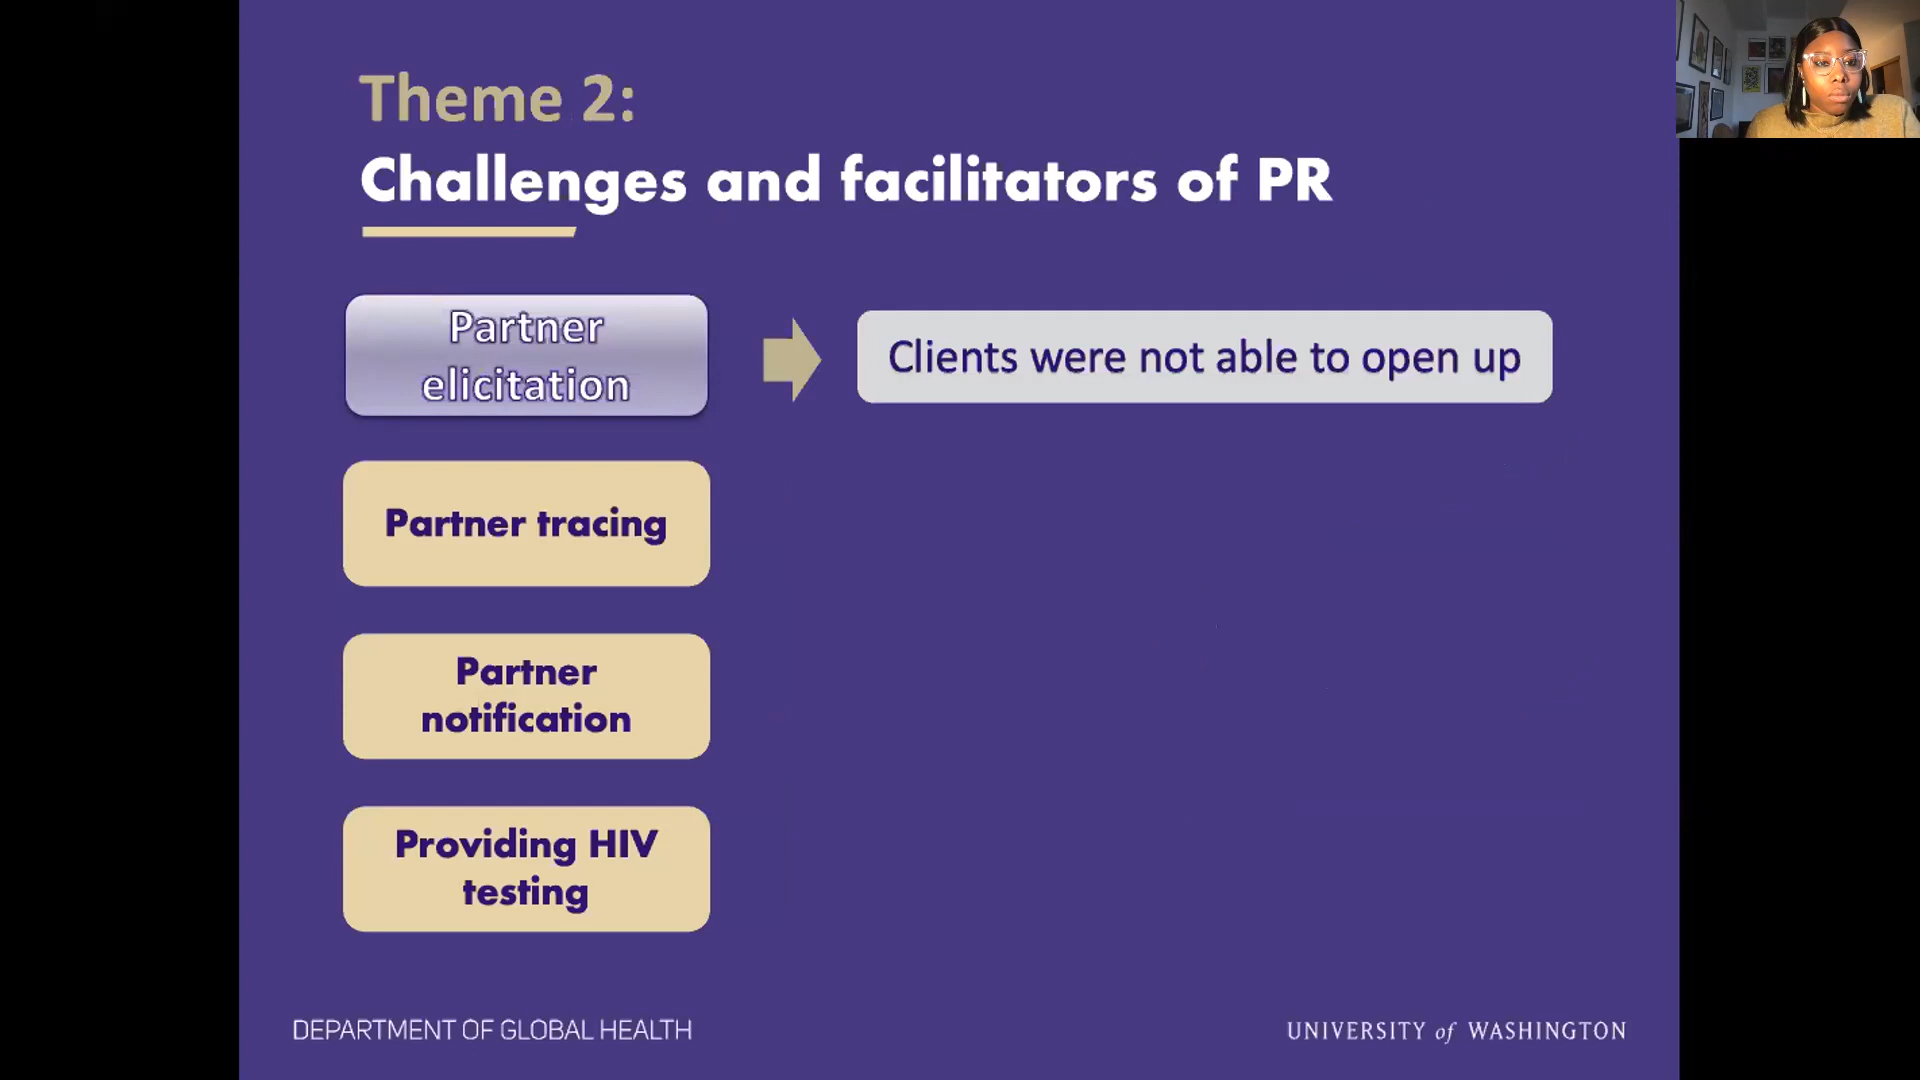 Theme 2:
Challenges and facilitators of PR
Partner
elicitation
Clients were not able to open up
Partner tracing
Partner
notification
Providing HIV
testing
DEPARTMENT OF GLOBAL HEALTH
UNIVERSITY of WASHINGTON